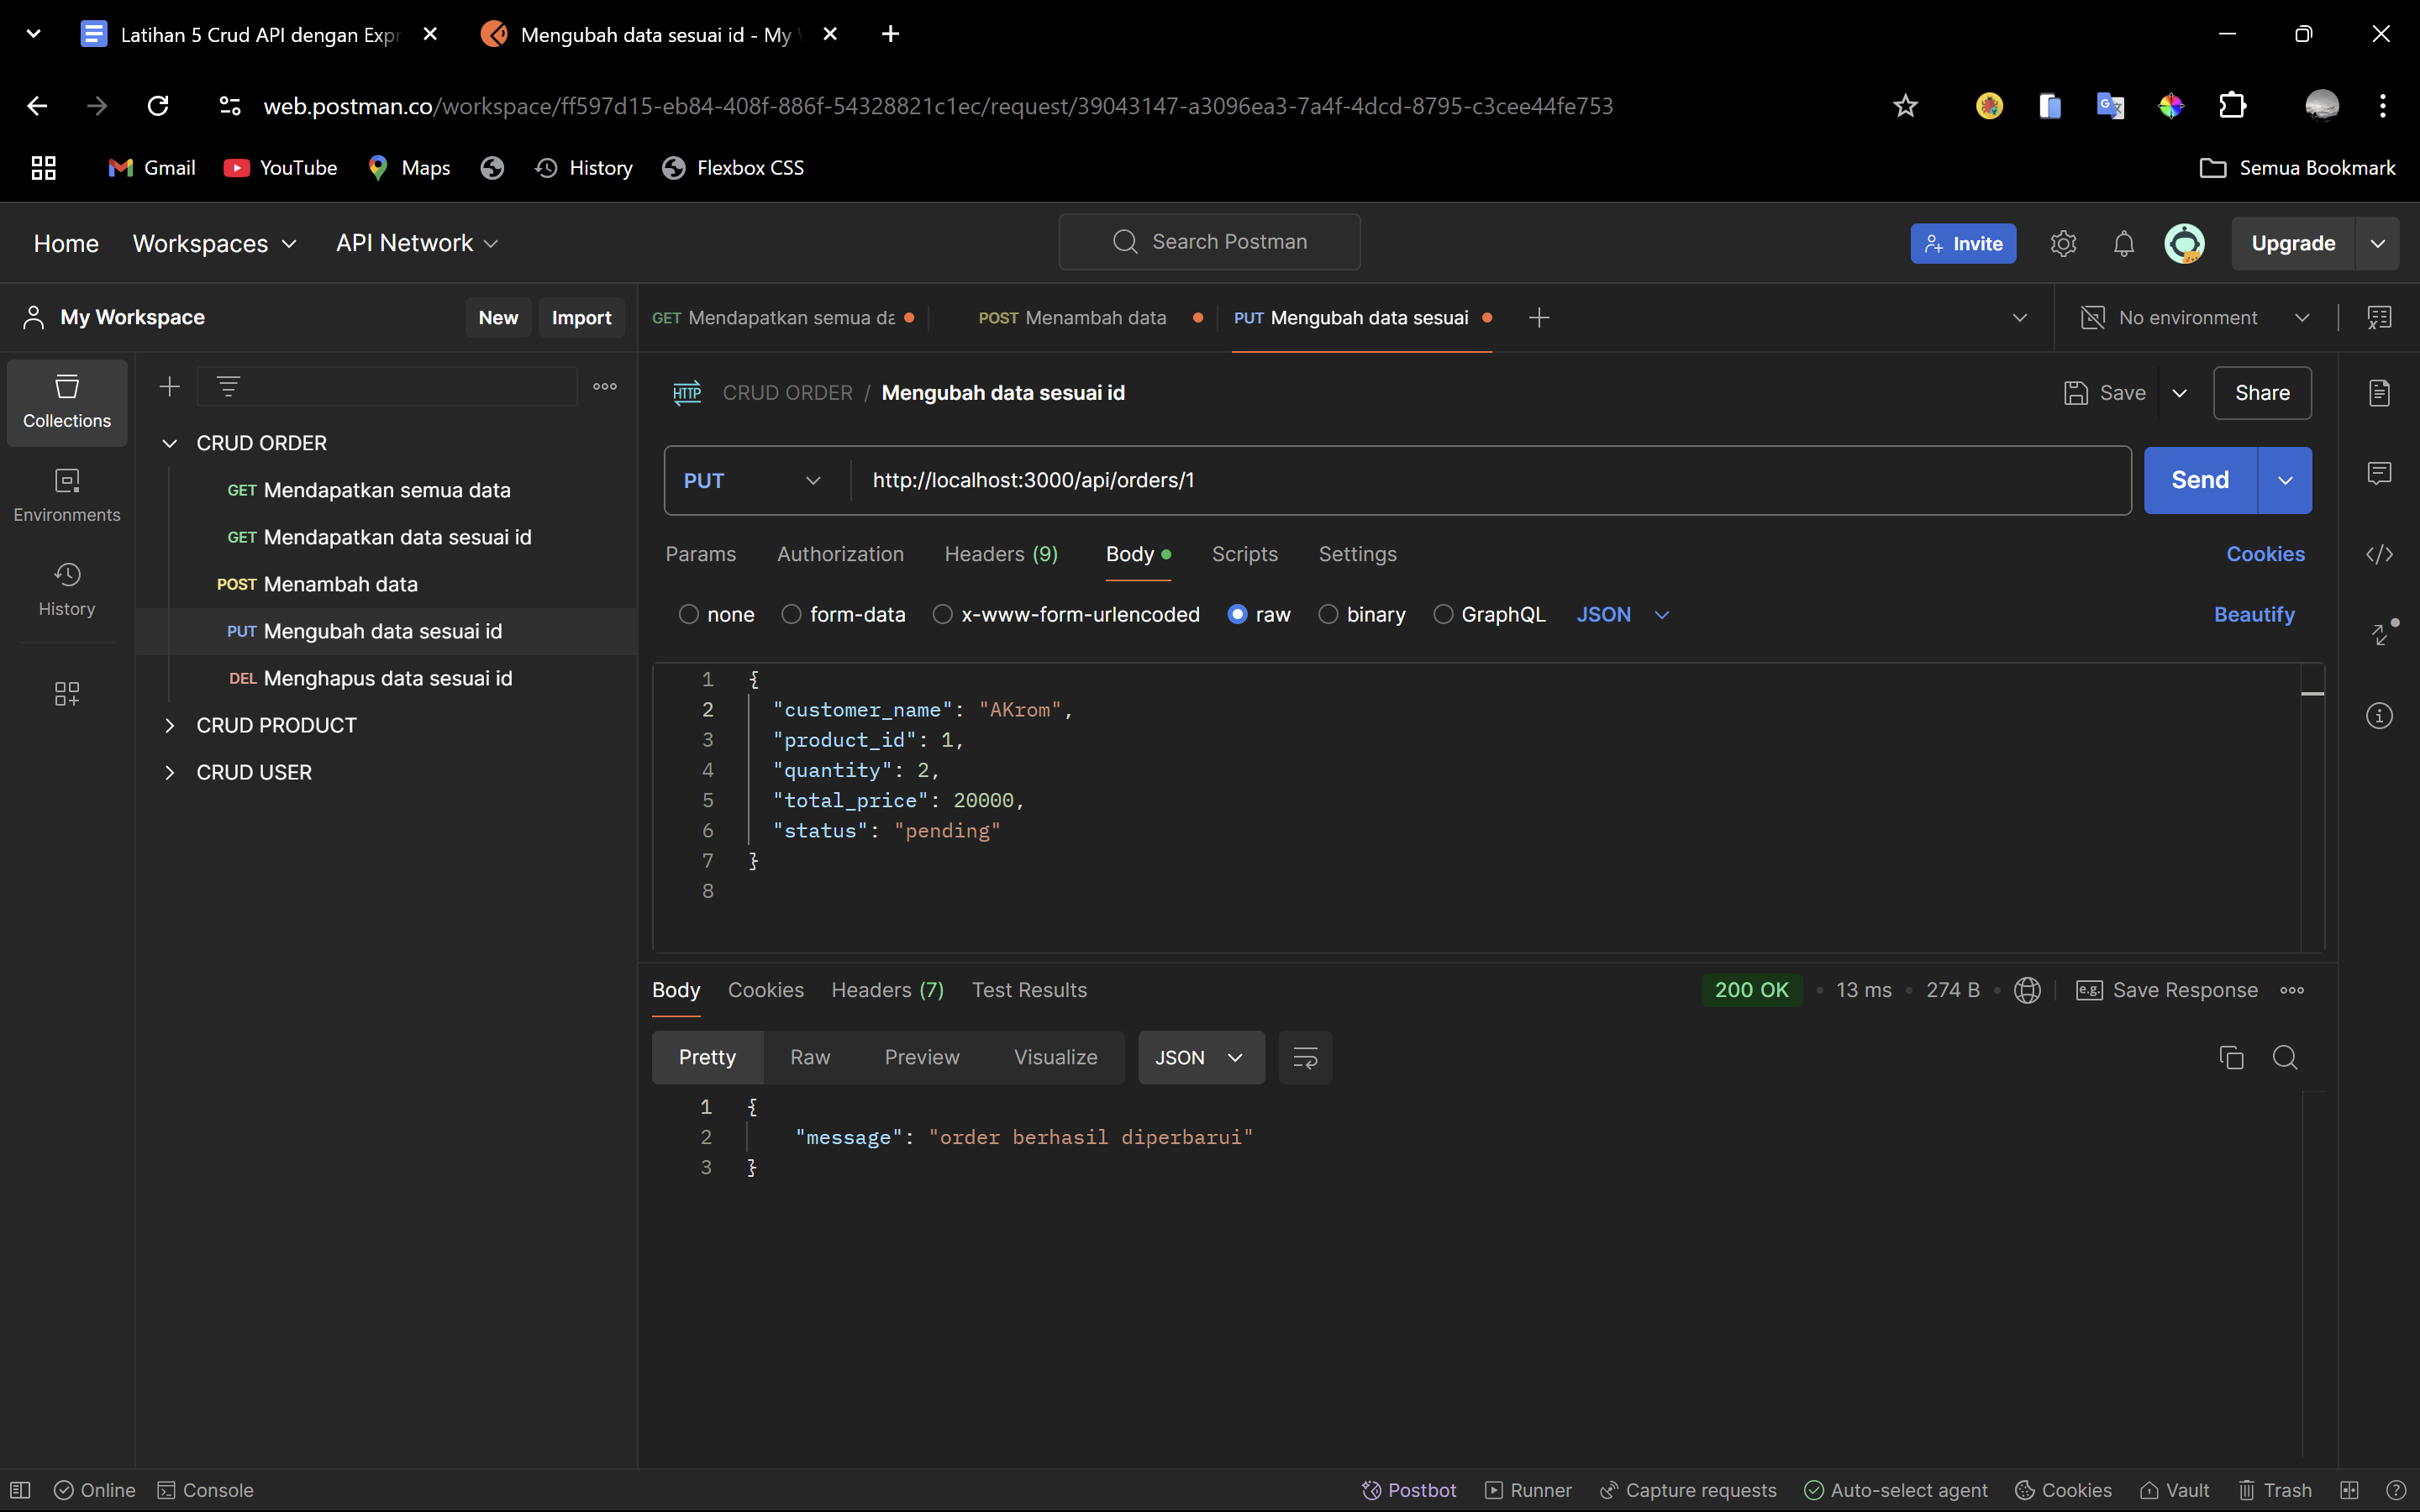 Latihan 5 Crud API dengan Expr
Mengubah data sesuai id - My
web.postman.co/workspace/ff597d15-eb84-408f-886f-54328821c1ec/request/39043147-a3096ea3-7a4f-4dcd-8795-c3cee44fe753
Gmail YouTube Maps History Flexbox CSS Semua Bookmark
Home Workspaces API Network Search Postman Invite Upgrade
My Workspace New Import
GET Mendapatkan semua da POST Menambah data PUT Mengubah data sesuai No environment
Collections
Environments
History
CRUD ORDER
GET Mendapatkan semua data
GET Mendapatkan data sesuai id
POST Menambah data
PUT Mengubah data sesuai id
DEL Menghapus data sesuai id
CRUD PRODUCT
CRUD USER
HTTP CRUD ORDER / Mengubah data sesuai id Save Share
PUT http://localhost:3000/api/orders/1 Send
Params Authorization Headers (9) Body Scripts Settings Cookies
none form-data x-www-form-urlencoded raw binary GraphQL JSON Beautify
1 {
2 "customer_name": "AKrom",
3 "product_id": 1,
4 "quantity": 2,
5 "total_price": 20000,
6 "status": "pending"
7 }
8
Body Cookies Headers (7) Test Results 200 OK • 13 ms • 274 B • e.g. Save Response
Pretty Raw Preview Visualize JSON
1 {
2 "message": "order berhasil diperbarui"
3 }
Online Console Postbot Runner Capture requests Auto-select agent Cookies Vault Trash